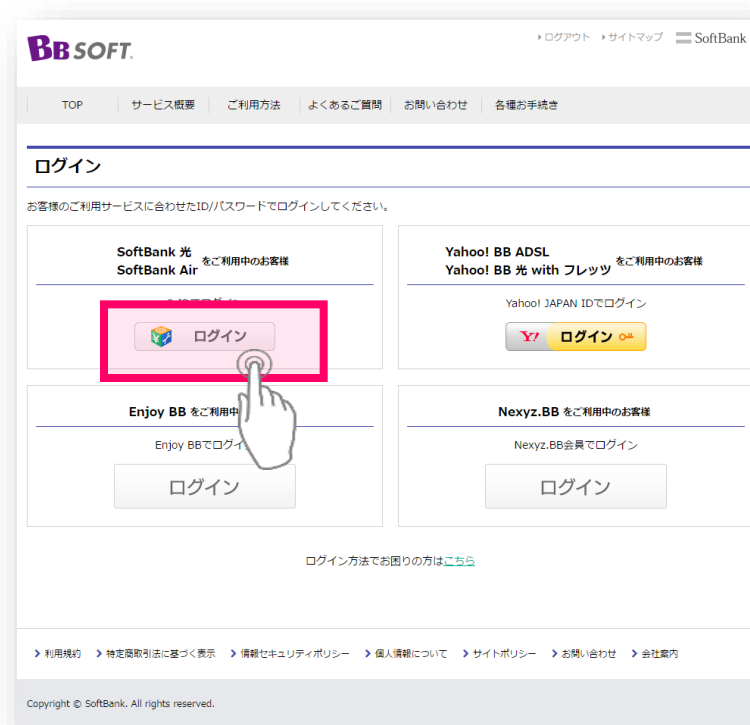 BB SOFT.
ログアウト サイトマップ SoftBank
TOP サービス概要 ご利用方法 よくあるご質問 お問い合わせ 各種お手続き
ログイン
お客様のご利用サービスに合わせたID/パスワードでログインしてください。
SoftBank 光
SoftBank Air をご利用中のお客様
ログイン
Yahoo! BB ADSL
Yahoo! BB 光 with フレッツ をご利用中のお客様
Yahoo! JAPAN IDでログイン
Y! ログイン
Enjoy BB をご利用中
Enjoy BBでログイ
ログイン
Nexyz.BB をご利用中のお客様
Nexyz.BB会員でログイン
ログイン
ログイン方法でお困りの方はこちら
利用規約 特定商取引法に基づく表示 情報セキュリティポリシー 個人情報について サイトポリシー お問い合わせ 会社案内
Copyright © SoftBank. All rights reserved.